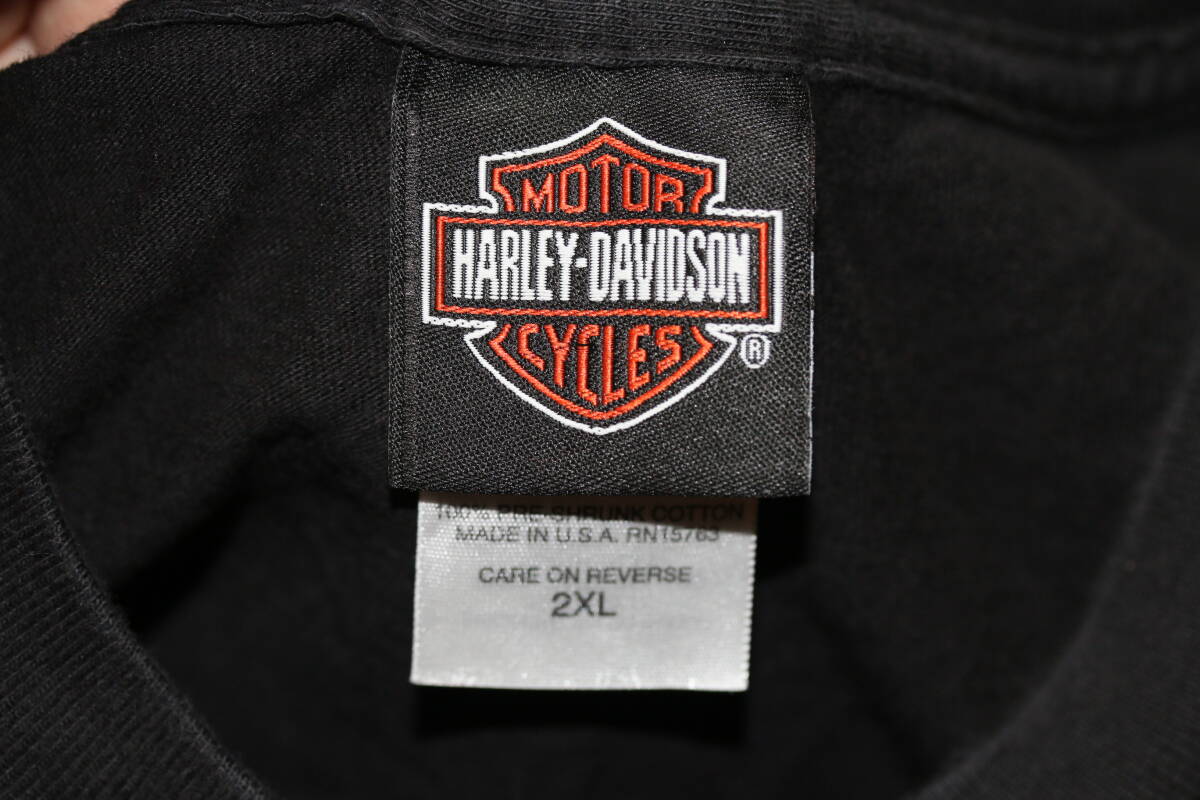 MOTOR
HARLEY-DAVIDSON
CYCLES
®
100% PRE-SHRUNK COTTON
MADE IN U.S.A. RN15763
CARE ON REVERSE
2XL